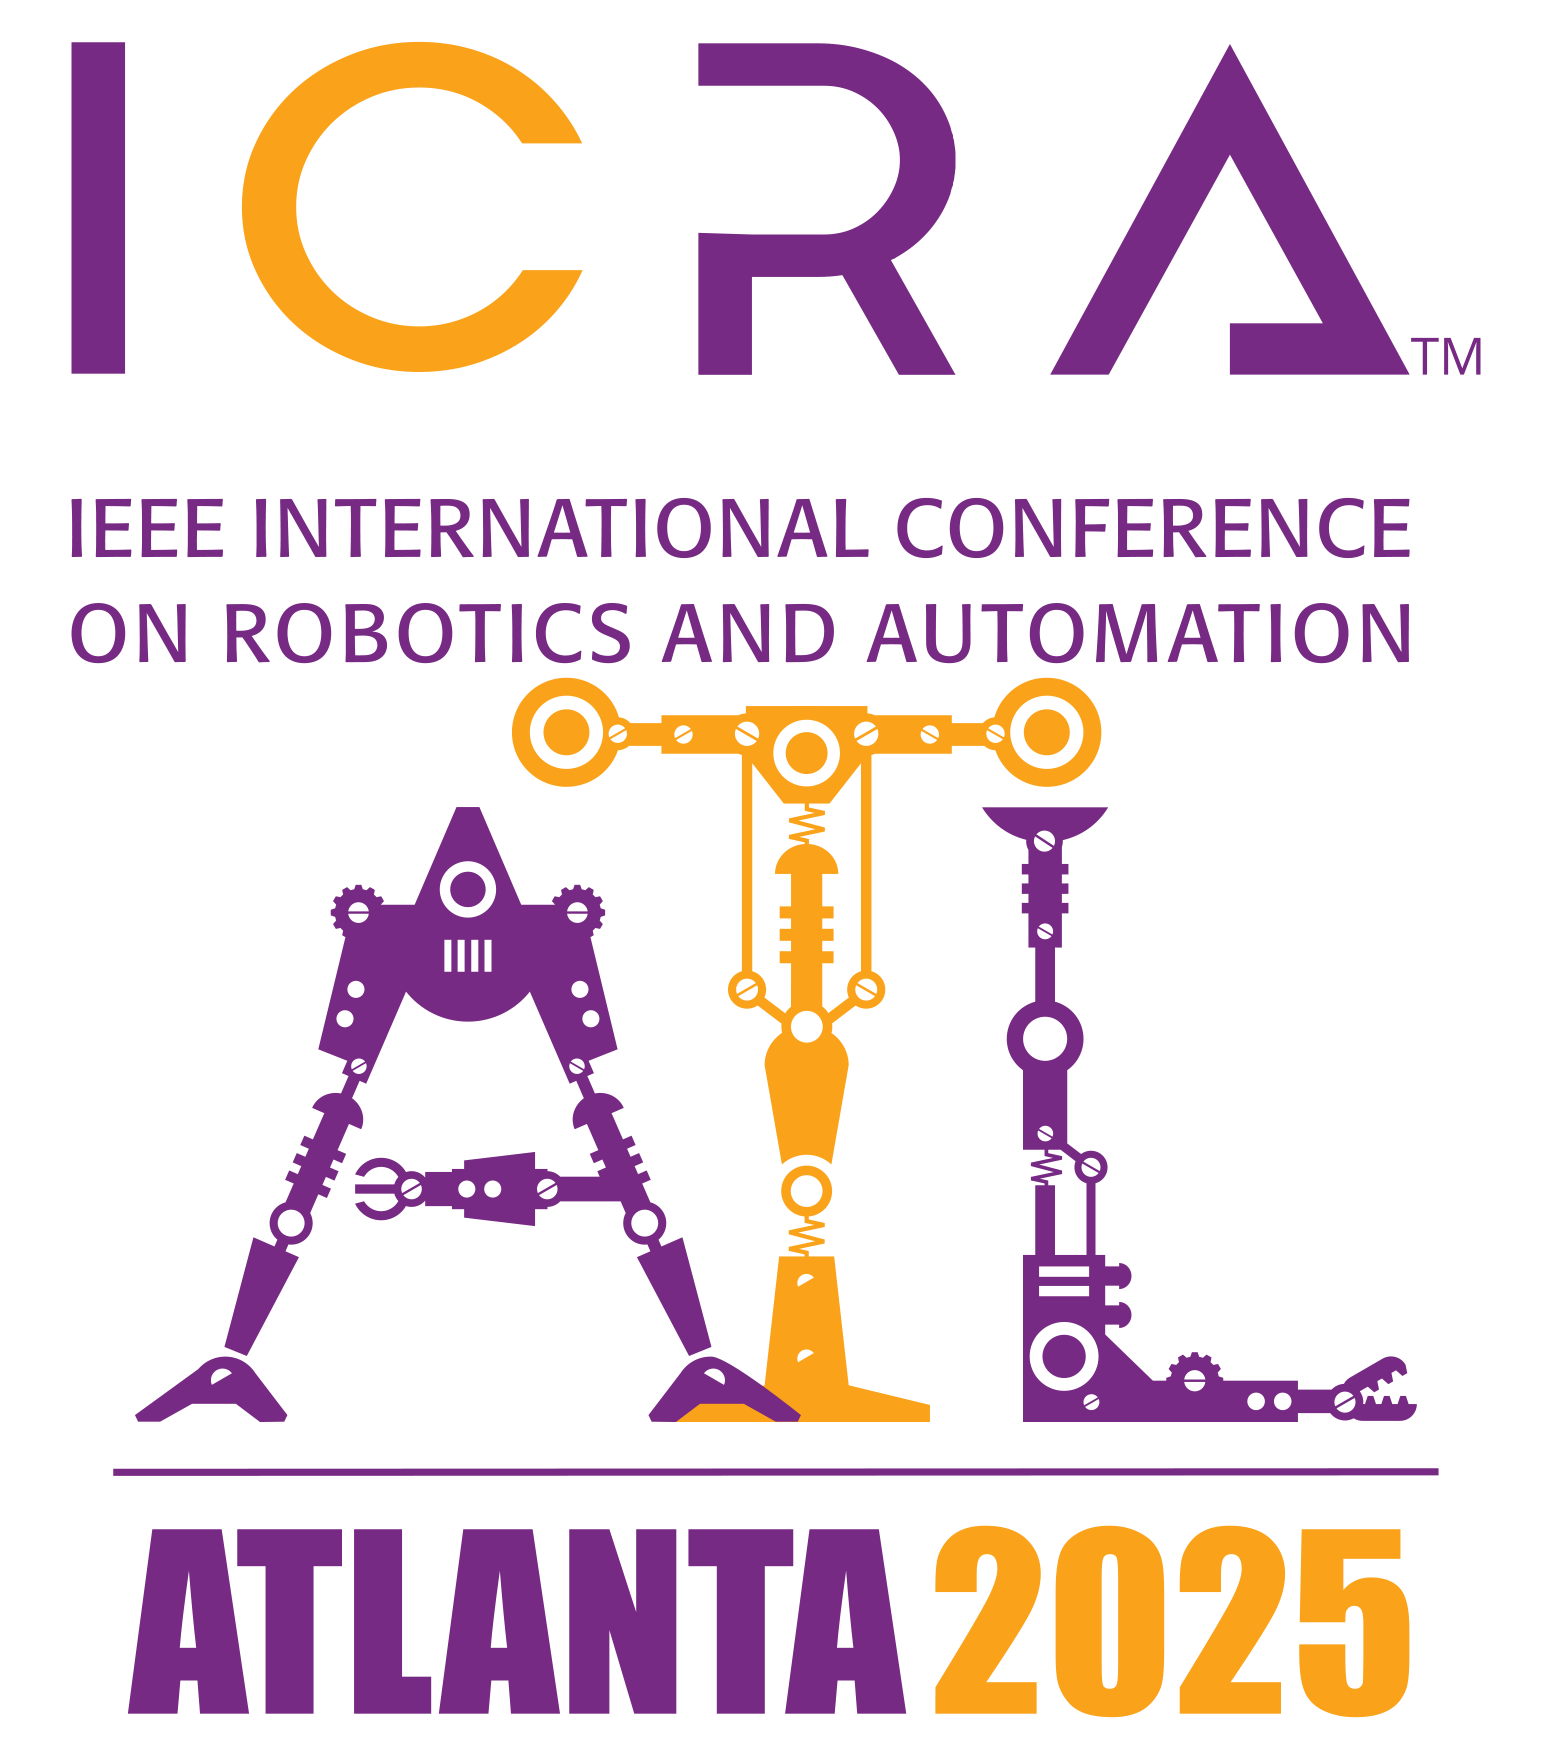 ICRA™
IEEE INTERNATIONAL CONFERENCE
ON ROBOTICS AND AUTOMATION
ATL
ATLANTA 2025